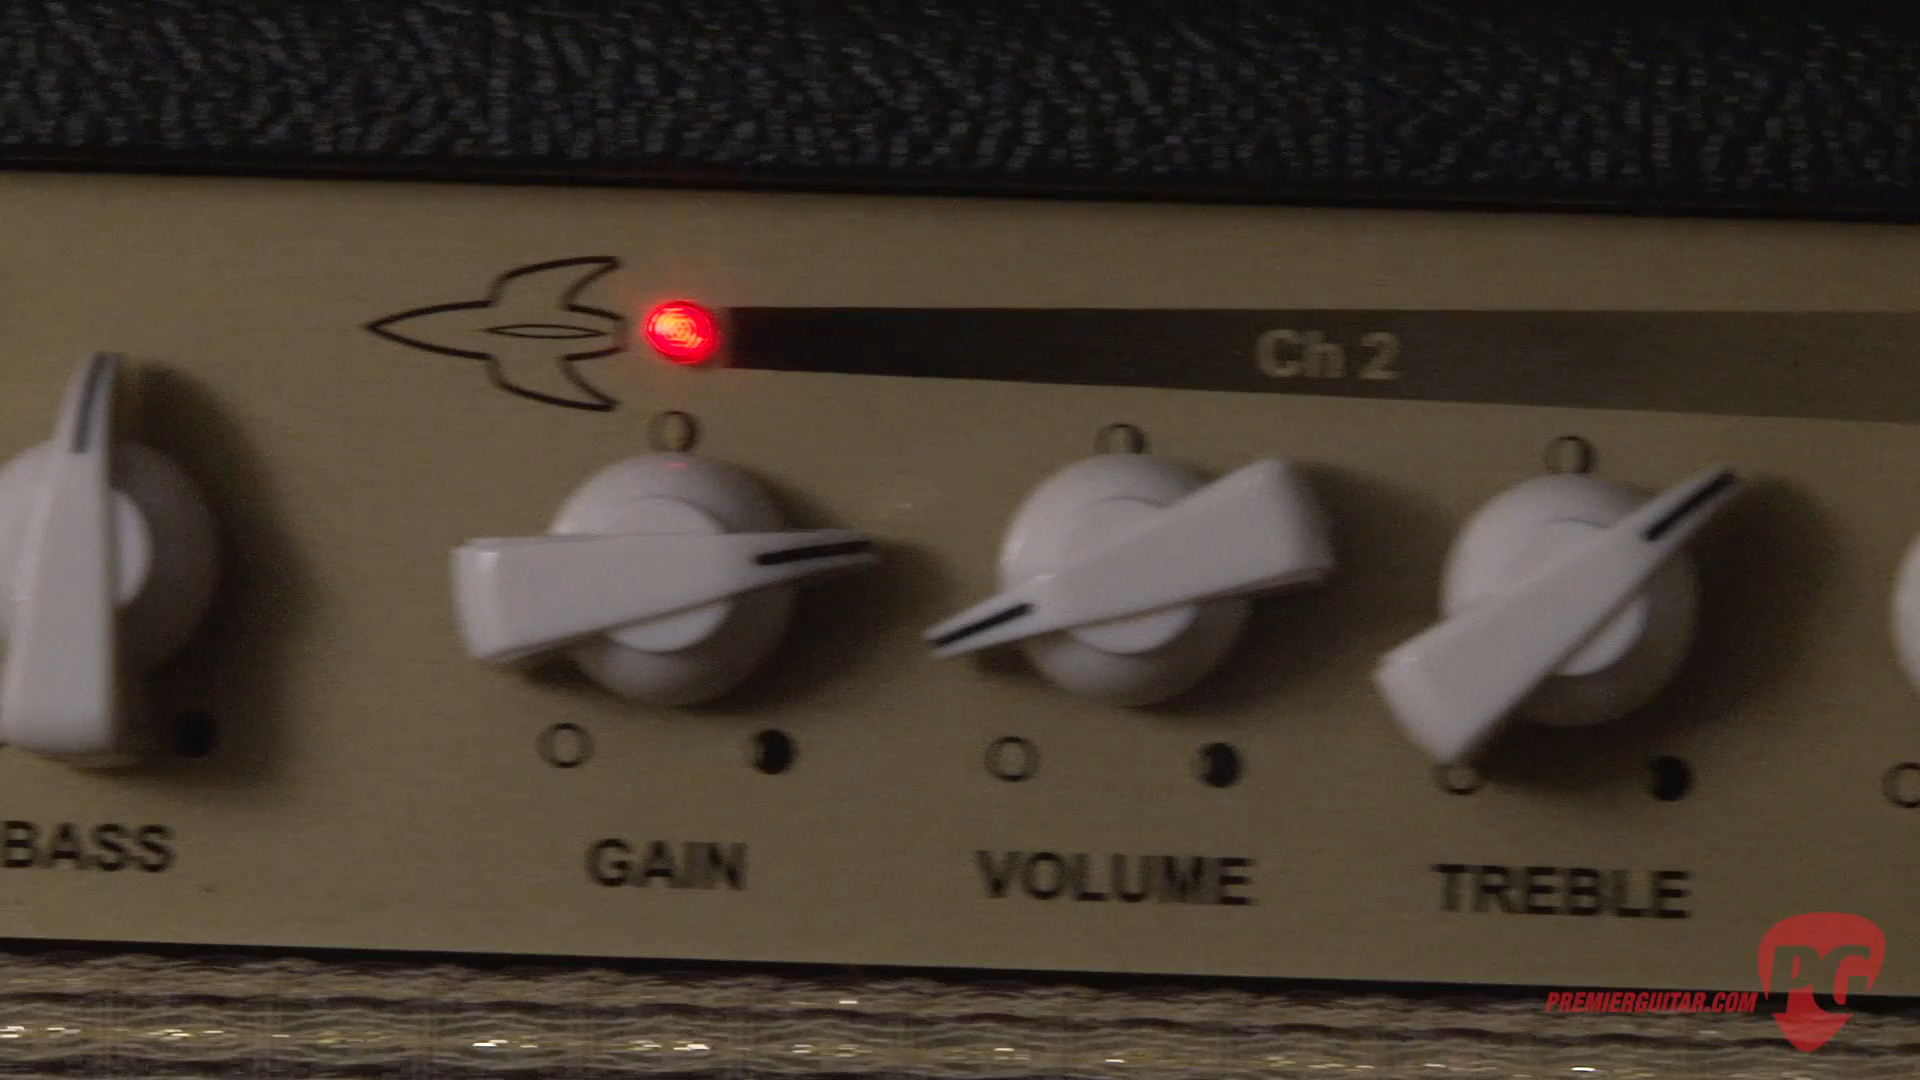 Ch 2
BASS
GAIN
VOLUME
TREBLE
PG
PREMIERGUITAR.COM